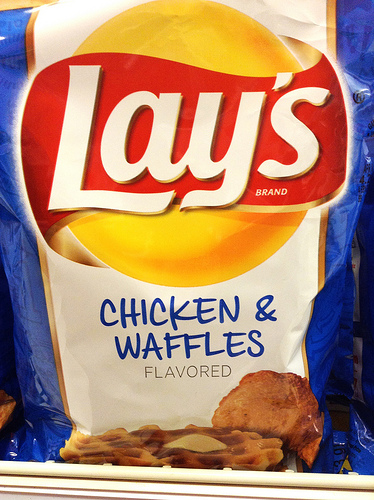 Lay's
BRAND
CHICKEN &
WAFFLES
FLAVORED